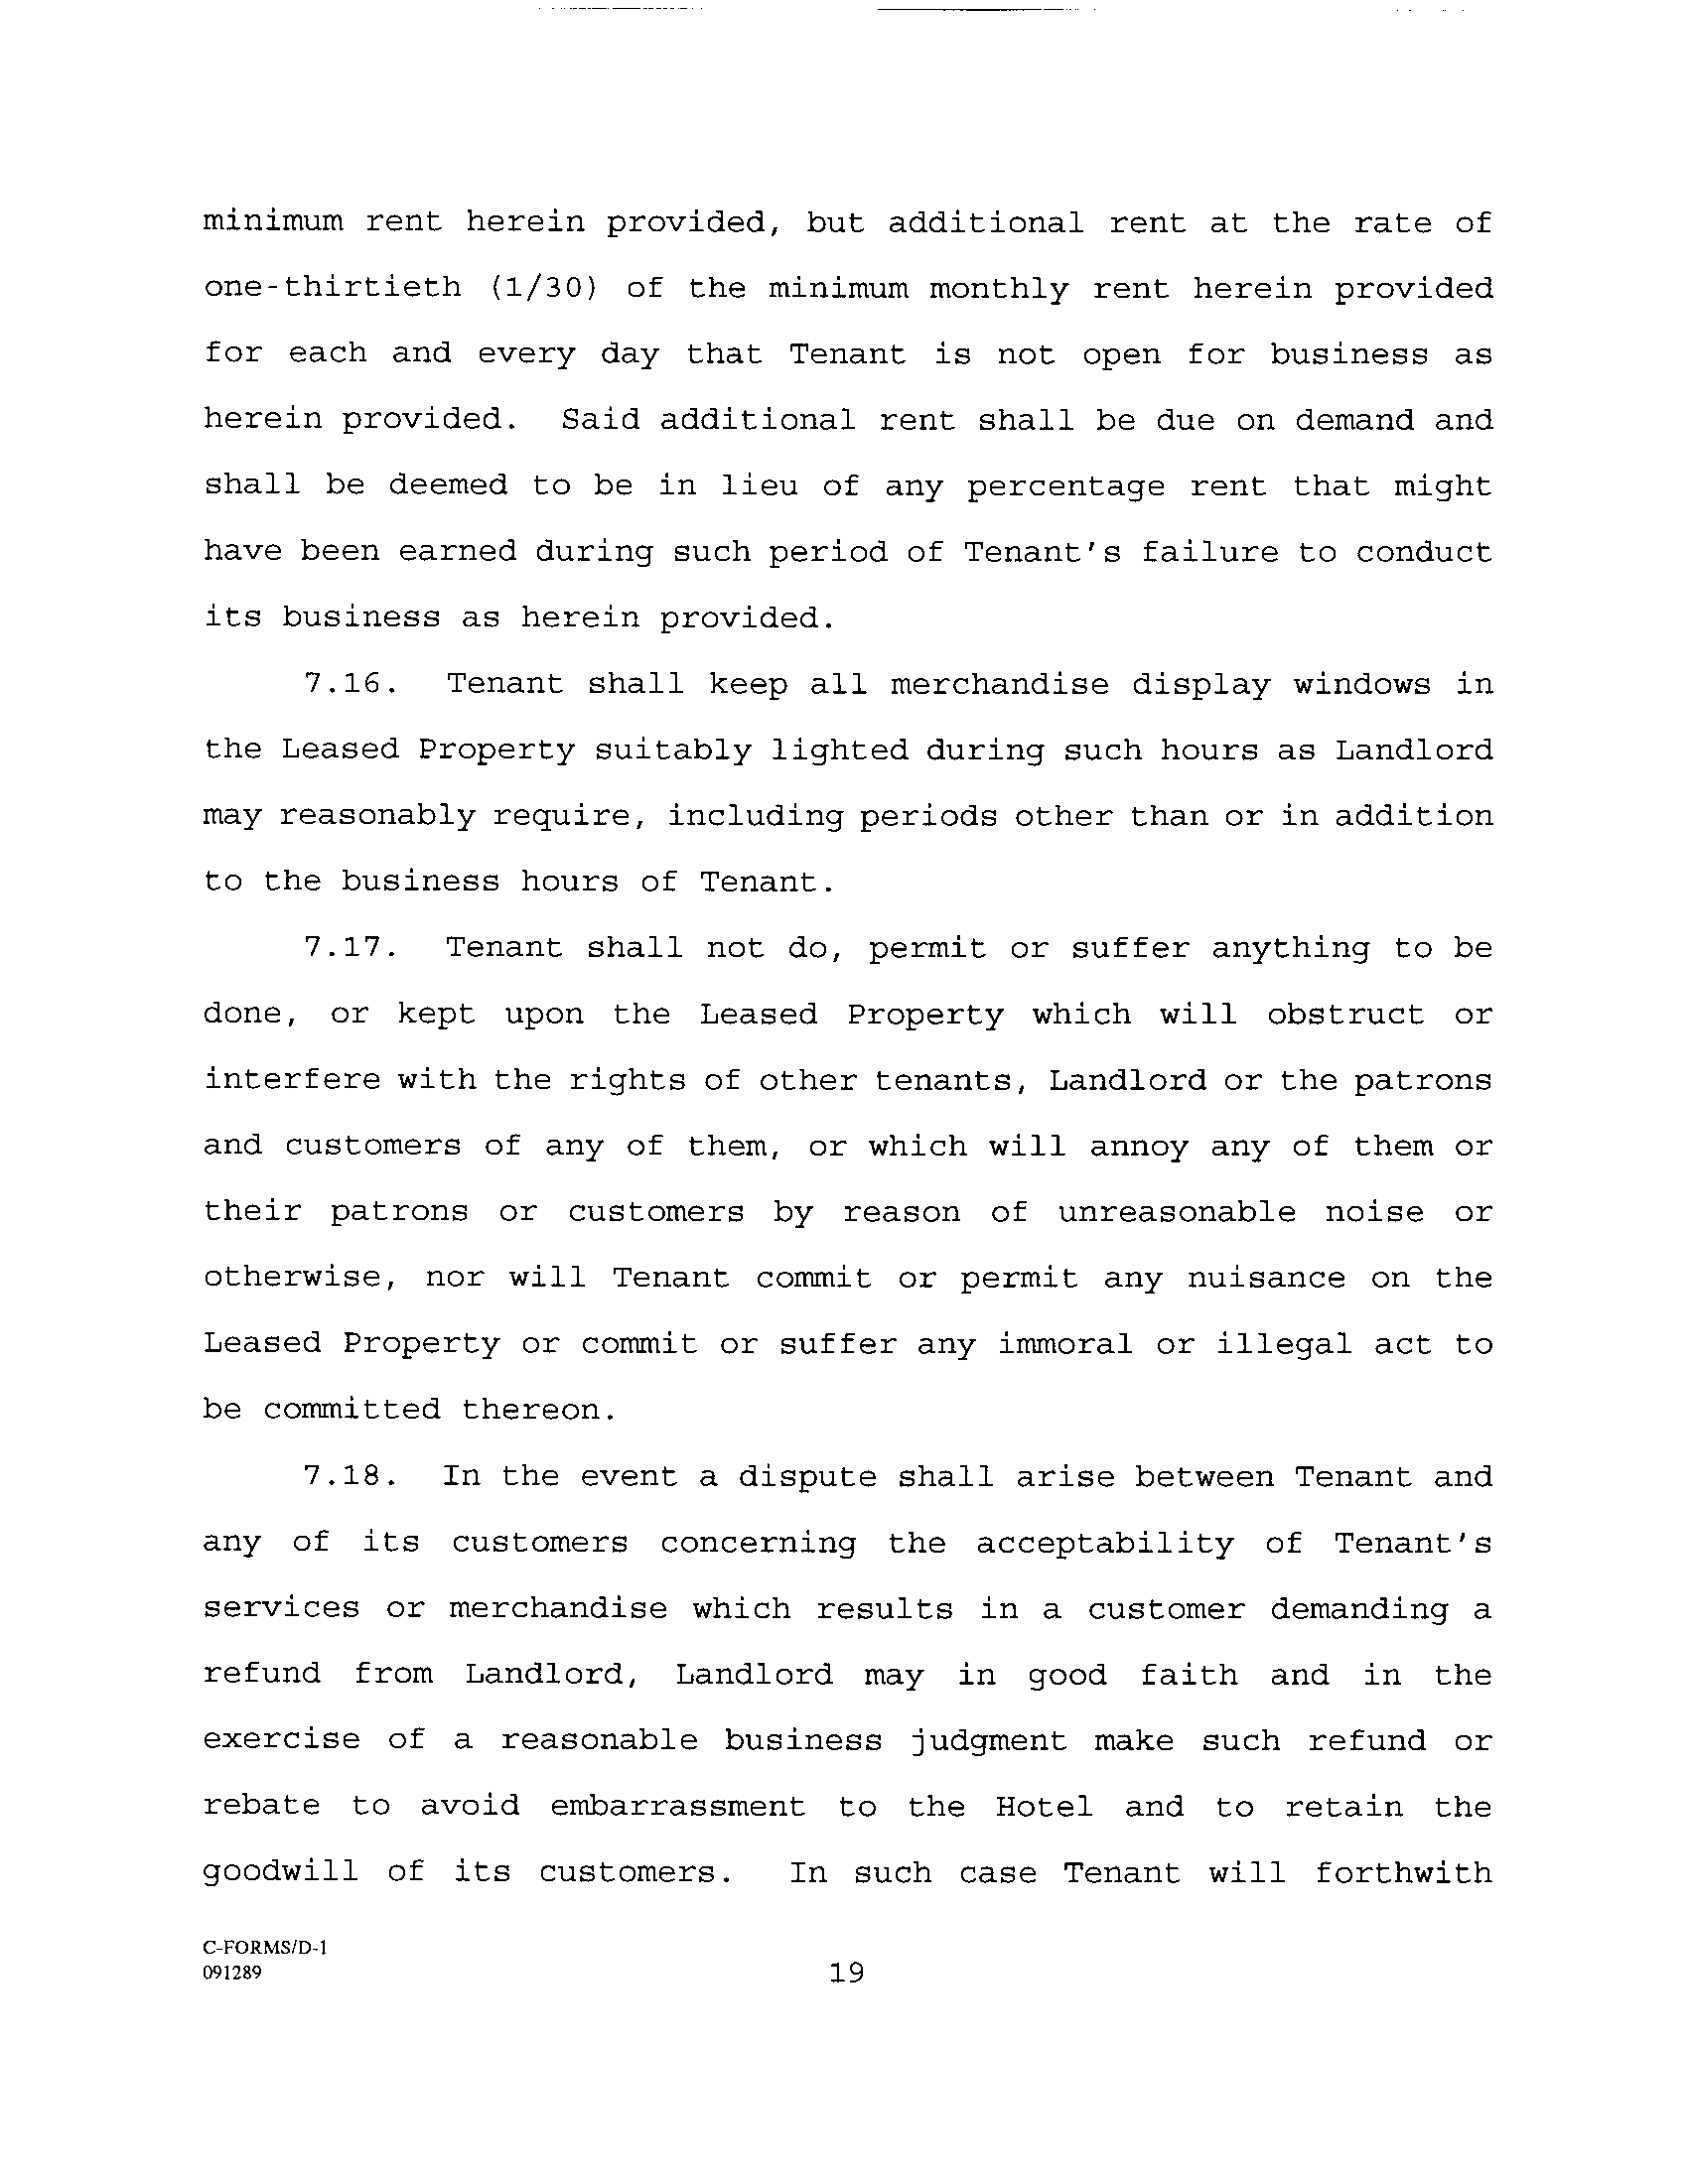 minimum rent herein provided, but additional rent at the rate of
one-thirtieth (1/30) of the minimum monthly rent herein provided
for each and every day that Tenant is not open for business as
herein provided. Said additional rent shall be due on demand and
shall be deemed to be in lieu of any percentage rent that might
have been earned during such period of Tenant's failure to conduct
its business as herein provided.
7.16. Tenant shall keep all merchandise display windows in
the Leased Property suitably lighted during such hours as Landlord
may reasonably require, including periods other than or in addition
to the business hours of Tenant.
7.17. Tenant shall not do, permit or suffer anything to be
done, or kept upon the Leased Property which will obstruct or
interfere with the rights of other tenants, Landlord or the patrons
and customers of any of them, or which will annoy any of them or
their patrons or customers by reason of unreasonable noise or
otherwise, nor will Tenant commit or permit any nuisance on the
Leased Property or commit or suffer any immoral or illegal act to
be committed thereon.
7.18. In the event a dispute shall arise between Tenant and
any of its customers concerning the acceptability of Tenant's
services or merchandise which results in a customer demanding a
refund from Landlord, Landlord may in good faith and in the
exercise of a reasonable business judgment make such refund or
rebate to avoid embarrassment to the Hotel and to retain the
goodwill of its customers. In such case Tenant will forthwith
C-FORMS/D-1
091289
19